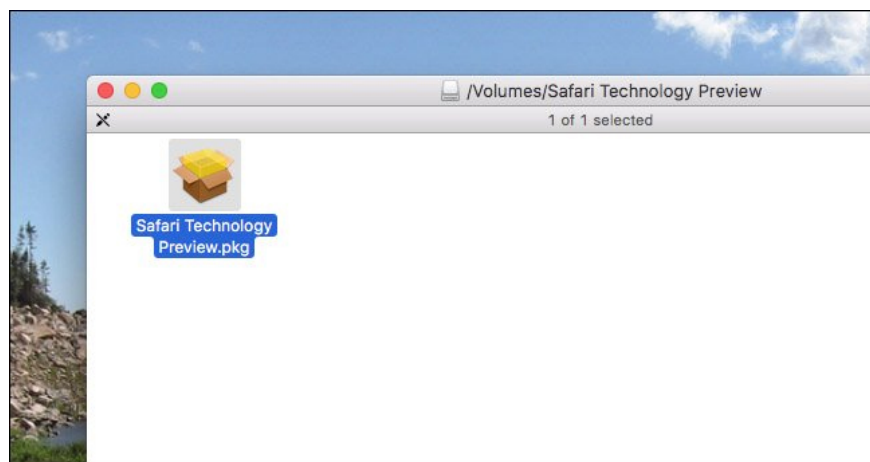 /Volumes/Safari Technology Preview
1 of 1 selected
Safari Technology
Preview.pkg